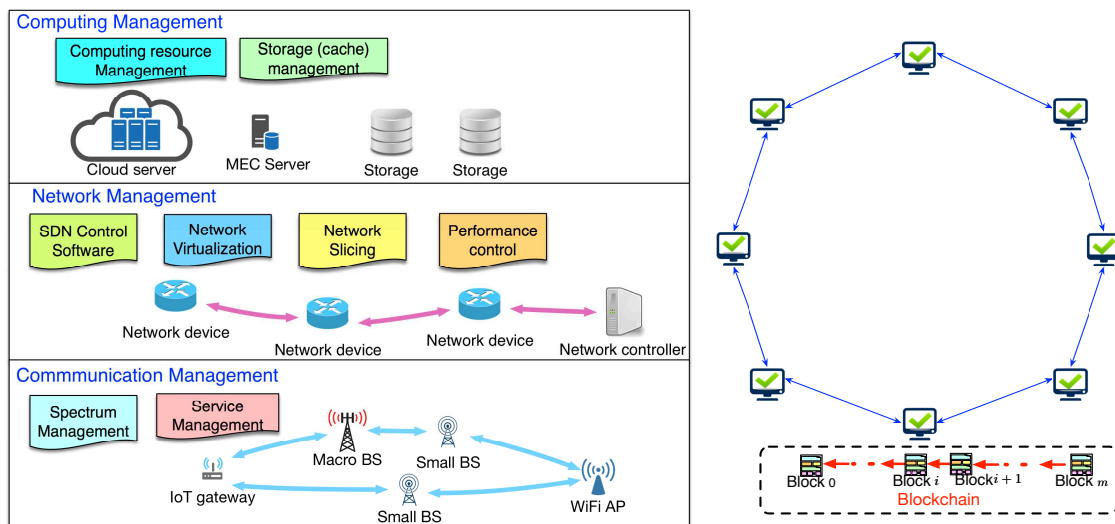 Computing Management
Computing resource
Management
Storage (cache)
management
Cloud server
MEC Server
Storage
Storage
Network Management
SDN Control
Software
Network
Virtualization
Network
Slicing
Performance
control
Network device
Network device
Network device
Network controller
Commmunication Management
Spectrum
Management
Service
Management
Macro BS
Small BS
IoT gateway
Small BS
WiFi AP
Block 0
Block i
Block i+1
Block m
Blockchain